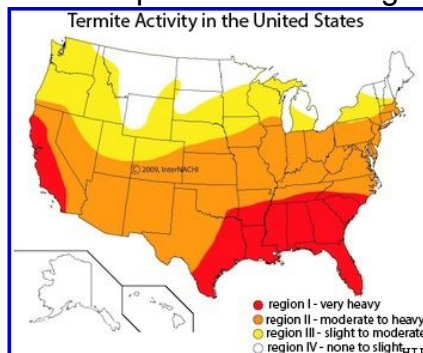 Termite Activity in the United States
© 2009, InterNACHI
region I - very heavy
region II - moderate to heavy
region III - slight to moderate
region IV - none to slight